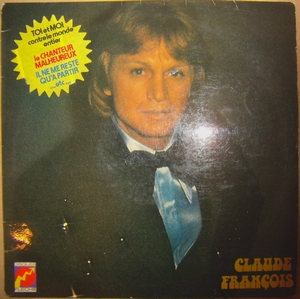 TOI et MOI
contre le monde
entier
le CHANTEUR
MALHEUREUX
IL NE ME RESTE
QU'A PARTIR
...etc...
CLAUDE
FRANÇOIS